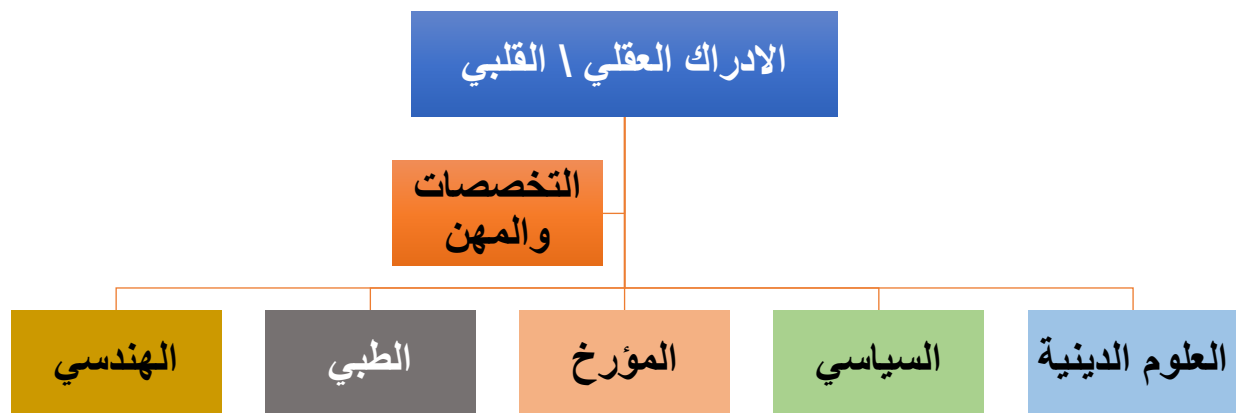 الادراك العقلي \ القلبي
التخصصات
والمهن
العلوم الدينية
السياسي
المؤرخ
الطبي
الهندسي